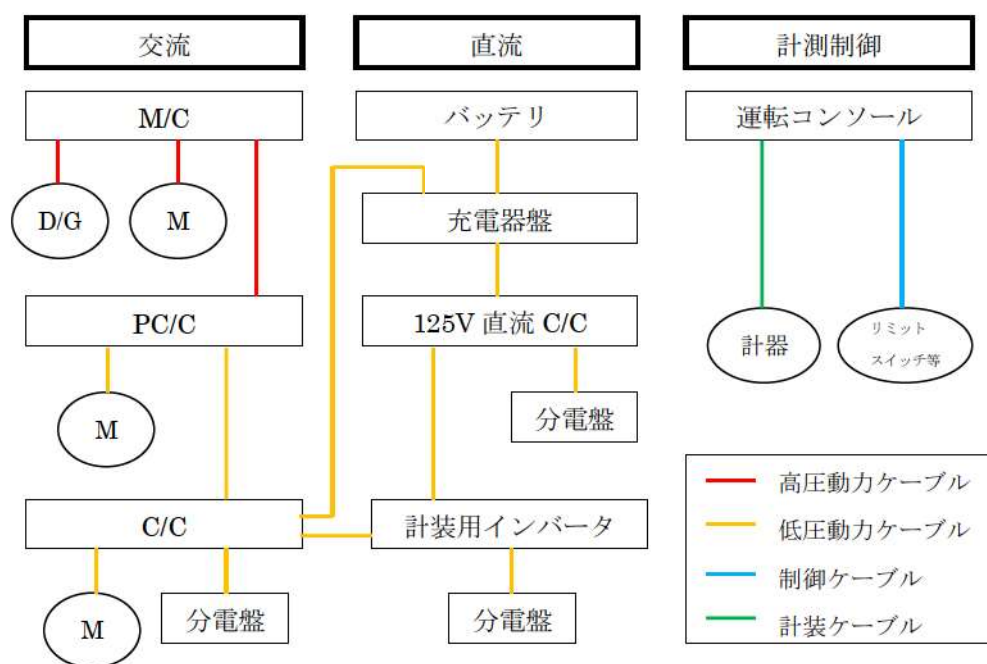 交流
直流
計測制御
M/C
バッテリ
運転コンソール
D/G
M
充電器盤
PC/C
125V 直流 C/C
計器
リミット
スイッチ等
M
分電盤
C/C
計装用インバータ
M
分電盤
分電盤
高圧動力ケーブル
低圧動力ケーブル
制御ケーブル
計装ケーブル